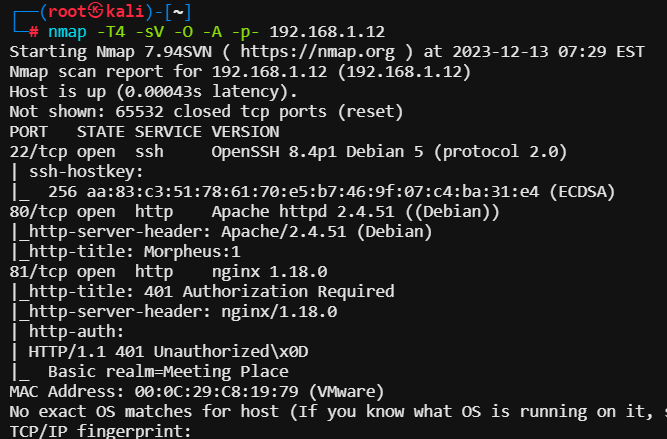 ┌──(root㉿kali)-[~]
└─# nmap -T4 -sV -O -A -p- 192.168.1.12
Starting Nmap 7.94SVN ( https://nmap.org ) at 2023-12-13 07:29 EST
Nmap scan report for 192.168.1.12 (192.168.1.12)
Host is up (0.00043s latency).
Not shown: 65532 closed tcp ports (reset)
PORT   STATE SERVICE VERSION
22/tcp open  ssh     OpenSSH 8.4p1 Debian 5 (protocol 2.0)
| ssh-hostkey:
|_  256 aa:83:c3:51:78:61:70:e5:b7:46:9f:07:c4:ba:31:e4 (ECDSA)
80/tcp open  http    Apache httpd 2.4.51 ((Debian))
|_http-server-header: Apache/2.4.51 (Debian)
|_http-title: Morpheus:1
81/tcp open  http    nginx 1.18.0
|_http-title: 401 Authorization Required
|_http-server-header: nginx/1.18.0
| http-auth:
| HTTP/1.1 401 Unauthorized\x0D
|_  Basic realm=Meeting Place
MAC Address: 00:0C:29:C8:19:79 (VMware)
No exact OS matches for host (If you know what OS is running on it,
TCP/IP fingerprint: